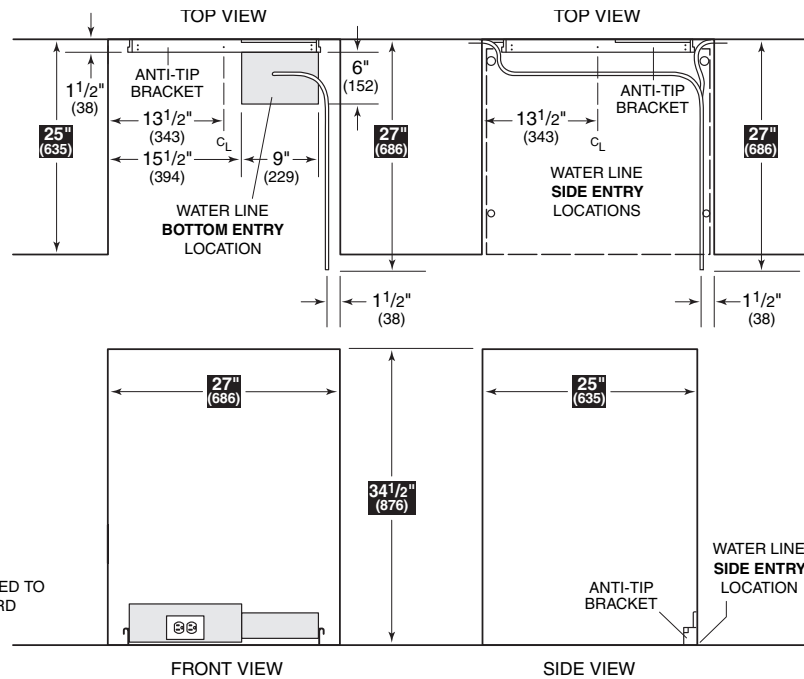 TOP VIEW
TOP VIEW
ANTI-TIP
BRACKET
1 1/2"
(38)
6"
(152)
25"
(635)
13 1/2"
(343)
CL
15 1/2"
(394)
9"
(229)
27"
(686)
WATER LINE
BOTTOM ENTRY
LOCATION
1 1/2"
(38)
ANTI-TIP
BRACKET
13 1/2"
(343)
CL
WATER LINE
SIDE ENTRY
LOCATIONS
27"
(686)
1 1/2"
(38)
27"
(686)
34 1/2"
(876)
25"
(635)
ED TO
RD
ANTI-TIP
BRACKET
WATER LINE
SIDE ENTRY
LOCATION
FRONT VIEW
SIDE VIEW